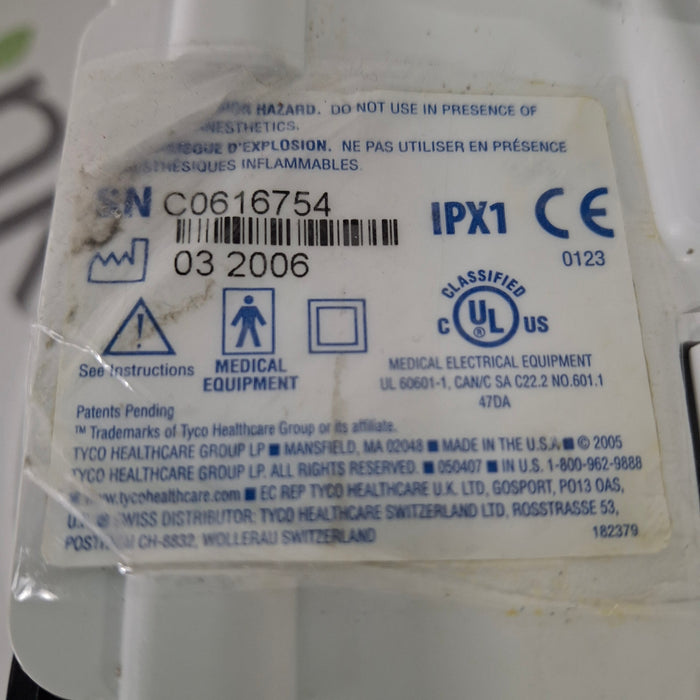 HAZARD. DO NOT USE IN PRESENCE OF
ANESTHETICS.
D'EXPLOSION. NE PAS UTILISER EN PRÉSENCE
INFLAMMABLES.
SN C0616754
IPX1 CE
0123
03 2006
CLASSIFIED
C UL ® US
See Instructions
MEDICAL
EQUIPMENT
MEDICAL ELECTRICAL EQUIPMENT
UL 60601-1, CAN/C SA C22.2 NO.601.1
47DA
Patents Pending
™ Trademarks of Tyco Healthcare Group or its affiliate.
TYCO HEALTHCARE GROUP LP ■ MANSFIELD, MA 02048 ■ MADE IN THE U.S.A. ■ © 2005
TYCO HEALTHCARE GROUP LP. ALL RIGHTS RESERVED. ■ 050407 ■ IN U.S. 1-800-962-9888
■ www.tycohealthcare.com ■ EC REP TYCO HEALTHCARE U.K. LTD, GOSPORT, PO13 OAS,
■ SWISS DISTRIBUTOR: TYCO HEALTHCARE SWITZERLAND LTD, ROSSTRASSE 53,
CH-8832, WOLLERAU SWITZERLAND
182379